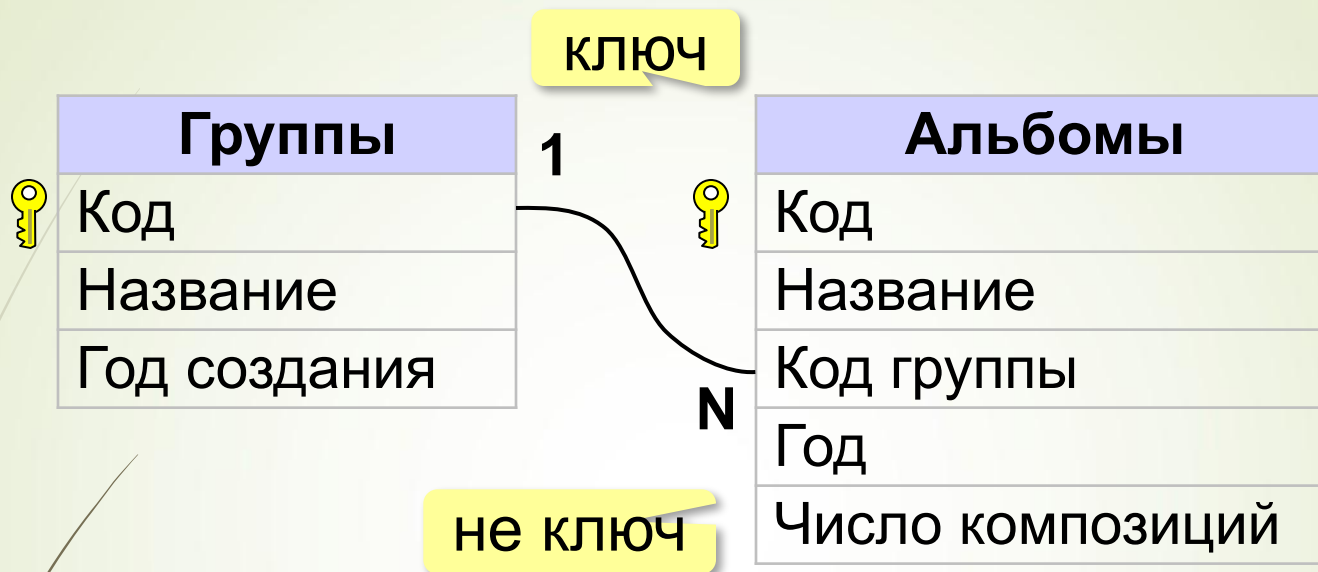 ключ
Группы
1
Код
Название
Год создания
Альбомы
Код
Название
Код группы
N
Год
Число композиций
не ключ